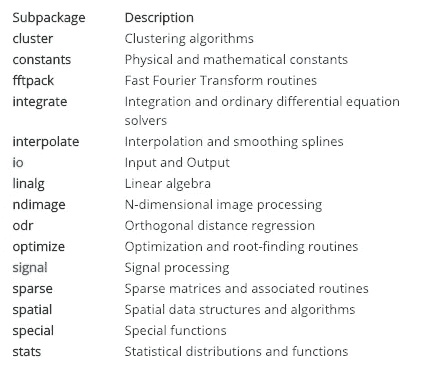 Subpackage Description
cluster Clustering algorithms
constants Physical and mathematical constants
fftpack Fast Fourier Transform routines
integrate Integration and ordinary differential equation
solvers
interpolate Interpolation and smoothing splines
io Input and Output
linalg Linear algebra
ndimage N-dimensional image processing
odr Orthogonal distance regression
optimize Optimization and root-finding routines
signal Signal processing
sparse Sparse matrices and associated routines
spatial Spatial data structures and algorithms
special Special functions
stats Statistical distributions and functions